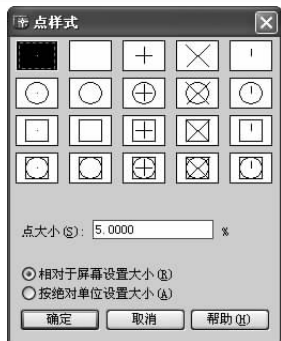 点样式
点大小(S): 5.0000 %
相对于屏幕设置大小(R)
按绝对单位设置大小(A)
确定 取消 帮助(H)